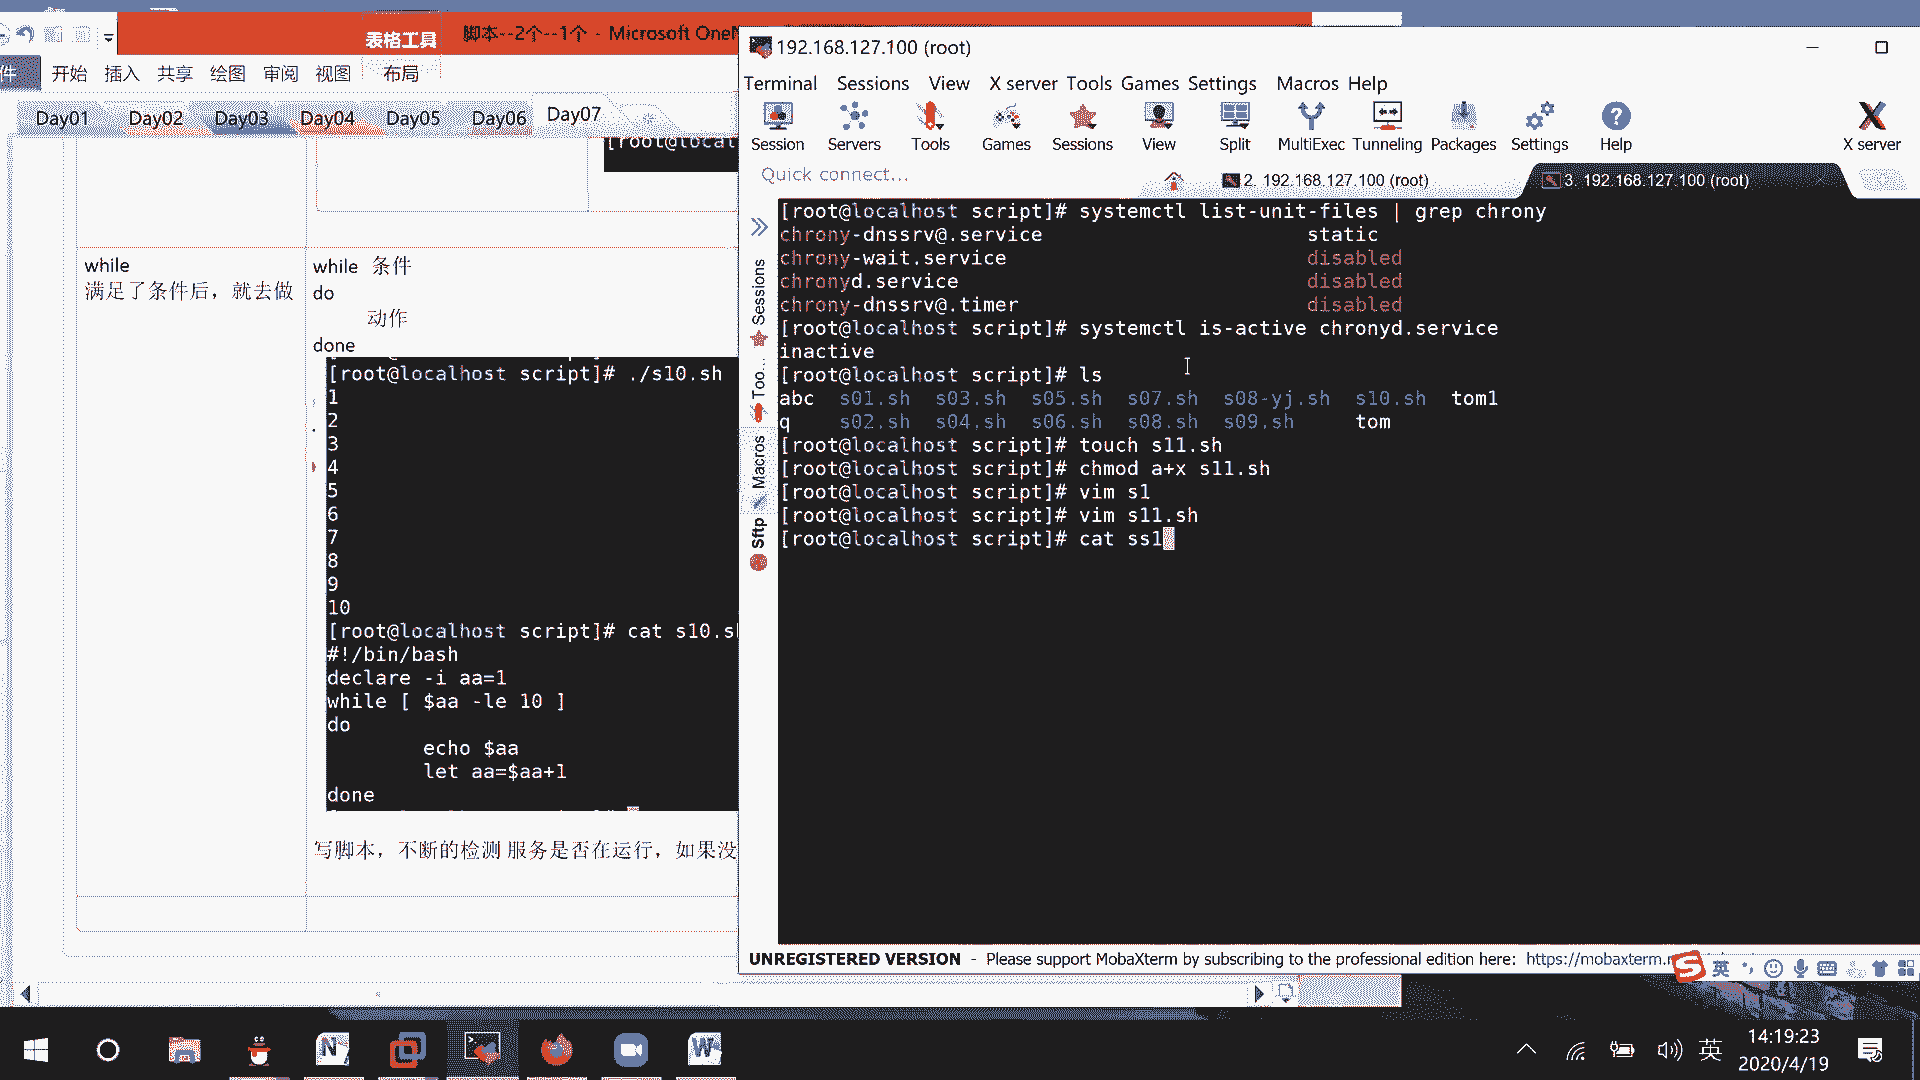 表格工具
脚本--2个--1个 - Microsoft OneN
件 开始 插入 共享 绘图 审阅 视图 布局
Day01 Day02 Day03 Day04 Day05 Day06 Day07
[root@local
while
满足了条件后，就去做
while 条件
do
动作
done
[root@localhost script]# ./s10.sh
1
2
3
4
5
6
7
8
9
10
[root@localhost script]# cat s10.sh
#!/bin/bash
declare -i aa=1
while [ $aa -le 10 ]
do
echo $aa
let aa=$aa+1
done
写脚本，不断的检测 服务是否在运行，如果没
192.168.127.100 (root)
Terminal Sessions View X server Tools Games Settings Macros Help
Session Servers Tools Games Sessions View Split MultiExec Tunneling Packages Settings Help X server
Quick connect...
2. 192.168.127.100 (root)
3. 192.168.127.100 (root)
Sessions
Too...
Macros
Sftp
[root@localhost script]# systemctl list-unit-files | grep chrony
chrony-dnssrv@.service static
chrony-wait.service disabled
chronyd.service disabled
chrony-dnssrv@.timer disabled
[root@localhost script]# systemctl is-active chronyd.service
inactive
[root@localhost script]# ls
abc s01.sh s03.sh s05.sh s07.sh s08-yj.sh s10.sh tom1
q s02.sh s04.sh s06.sh s08.sh s09.sh tom
[root@localhost script]# touch s11.sh
[root@localhost script]# chmod a+x s11.sh
[root@localhost script]# vim s1
[root@localhost script]# vim s11.sh
[root@localhost script]# cat ss1
UNREGISTERED VERSION - Please support MobaXterm by subscribing to the professional edition here: https://mobaxterm.
英
英
14:19:23
2020/4/19